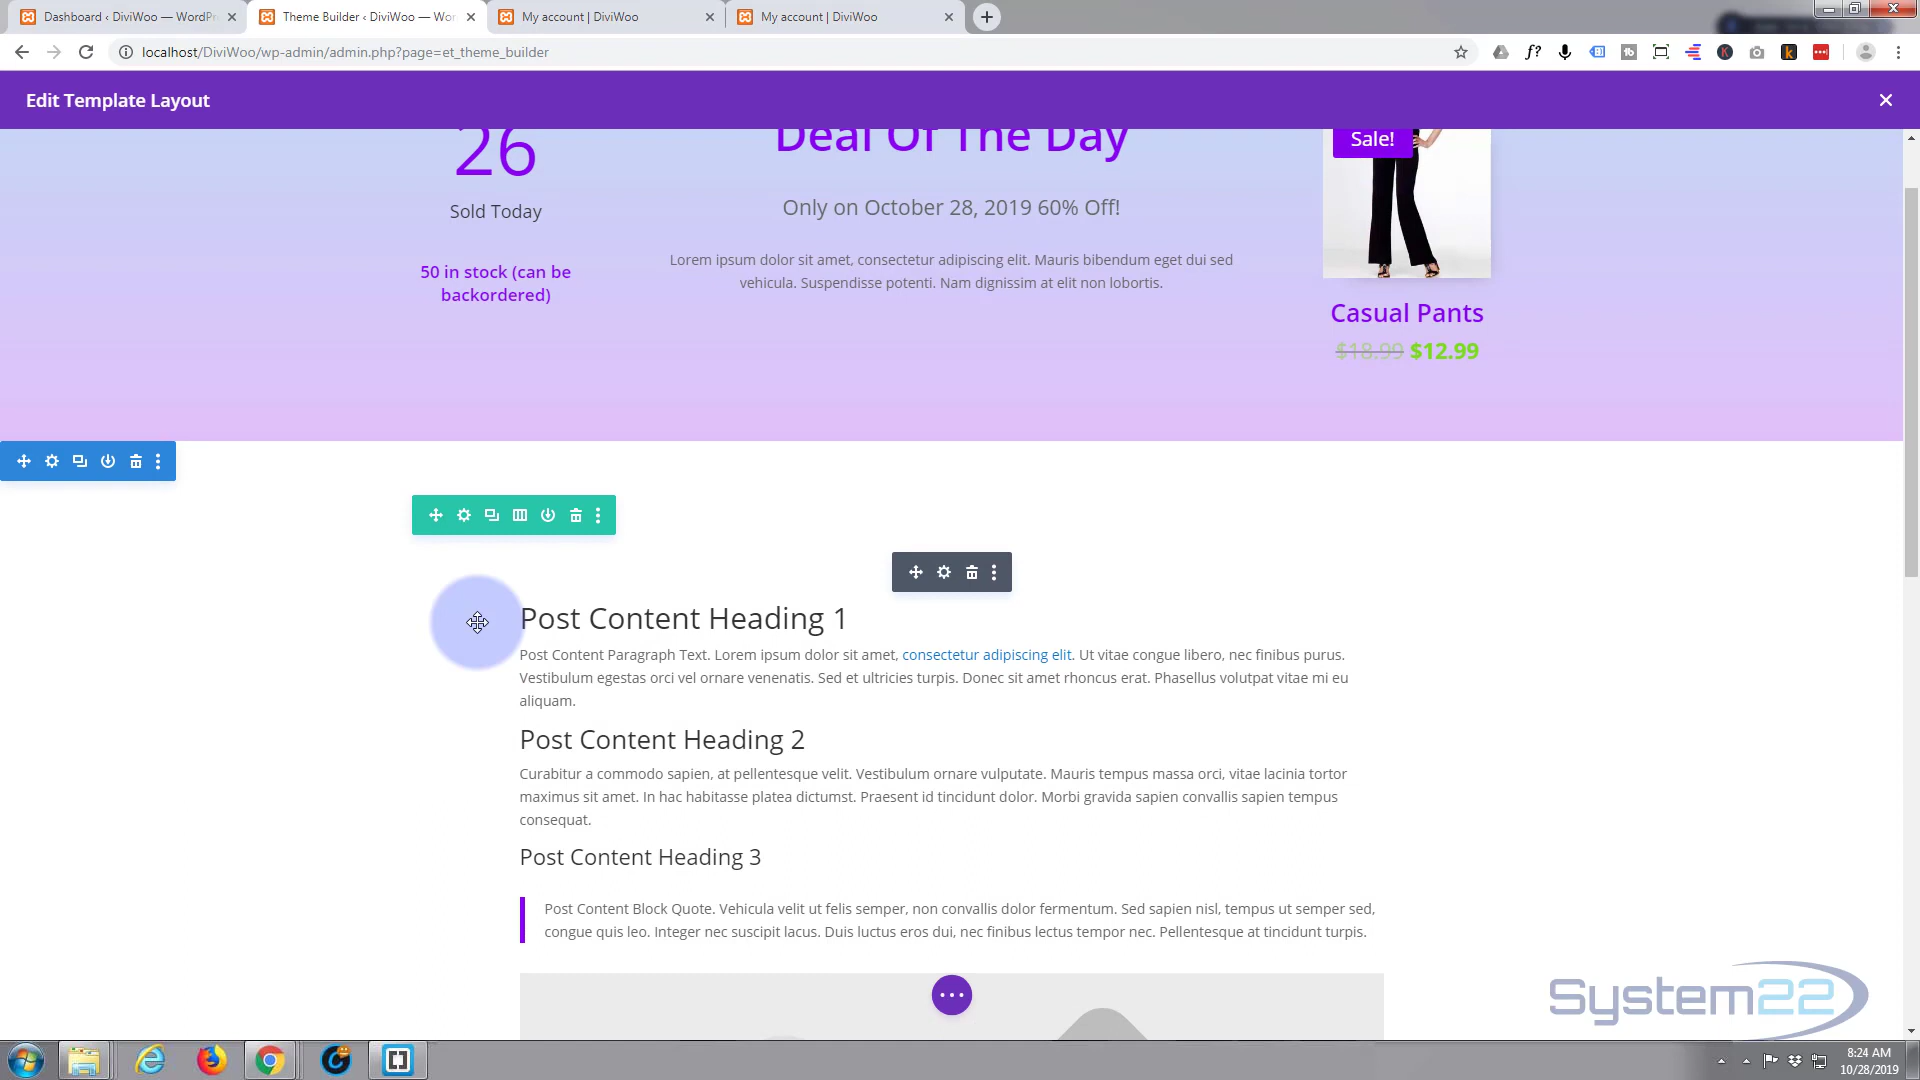 Dashboard ‹ DiviWoo — WordPr
Theme Builder ‹ DiviWoo — Wor
My account | DiviWoo
My account | DiviWoo
localhost/DiviWoo/wp-admin/admin.php?page=et_theme_builder
Edit Template Layout
26
Sold Today
50 in stock (can be
backordered)
Deal Of The Day
Only on October 28, 2019 60% Off!
Lorem ipsum dolor sit amet, consectetur adipiscing elit. Mauris bibendum eget dui sed
vehicula. Suspendisse potenti. Nam dignissim at elit non lobortis.
Sale!
Casual Pants
$18.99 $12.99
Post Content Heading 1
Post Content Paragraph Text. Lorem ipsum dolor sit amet, consectetur adipiscing elit. Ut vitae congue libero, nec finibus purus.
Vestibulum egestas orci vel ornare venenatis. Sed et ultricies turpis. Donec sit amet rhoncus erat. Phasellus volutpat vitae mi eu
aliquam.
Post Content Heading 2
Curabitur a commodo sapien, at pellentesque velit. Vestibulum ornare vulputate. Mauris tempus massa orci, vitae lacinia tortor
maximus sit amet. In hac habitasse platea dictumst. Praesent id tincidunt dolor. Morbi gravida sapien convallis sapien tempus
consequat.
Post Content Heading 3
Post Content Block Quote. Vehicula velit ut felis semper, non convallis dolor fermentum. Sed sapien nisl, tempus ut semper sed,
congue quis leo. Integer nec suscipit lacus. Duis luctus eros dui, nec finibus lectus tempor nec. Pellentesque at tincidunt turpis.
System22
8:24 AM
10/28/2019